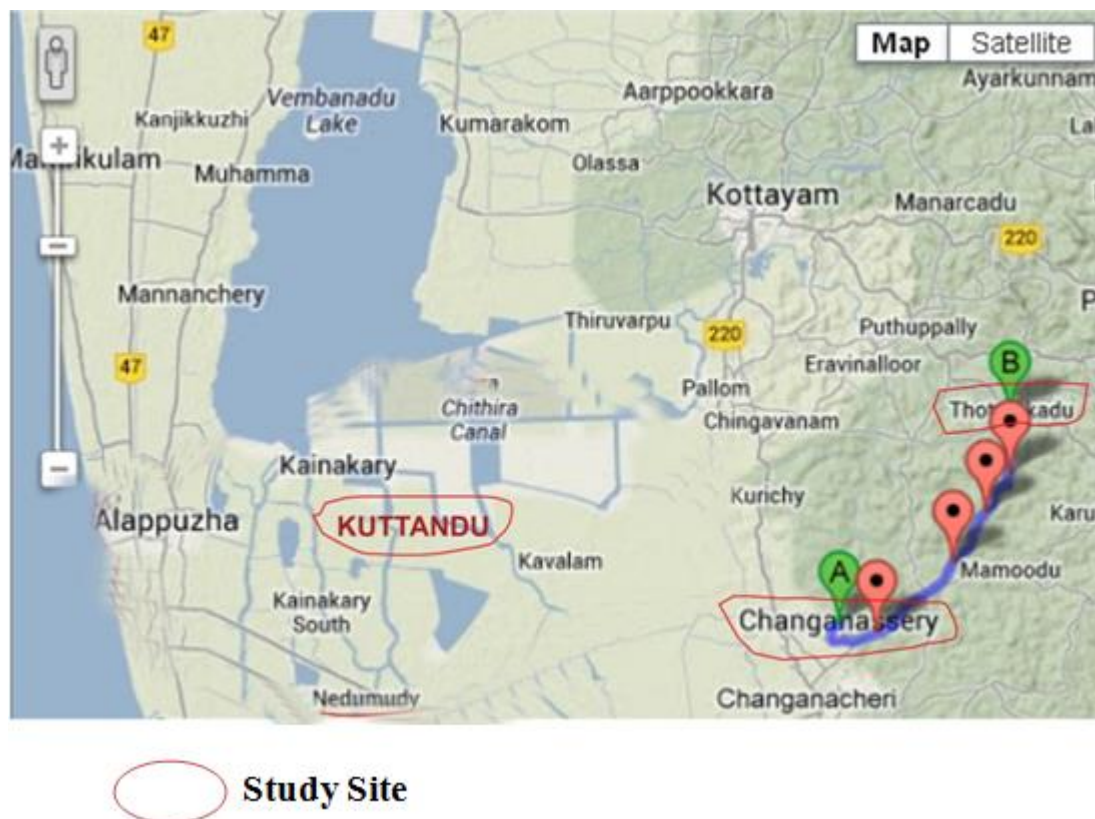 47
Map
Satellite
Ayarkunnam
Aarppookkara
Vembanadu
Lake
Kanjikkuzhi
Kumarakom
Muhamma
Olassa
Kottayam
Manarcadu
220
Mannanchery
Thiruvarpu
220
Puthuppally
Eravinalloor
47
B
Pallom
Chithira
Canal
Chingavanam
Kainakary
Kurichy
Alappuzha
KUTTANDU
Kavalam
Mamoodu
A
Kainakary
South
Changanassery
Nedumudy
Changanacheri
Study Site